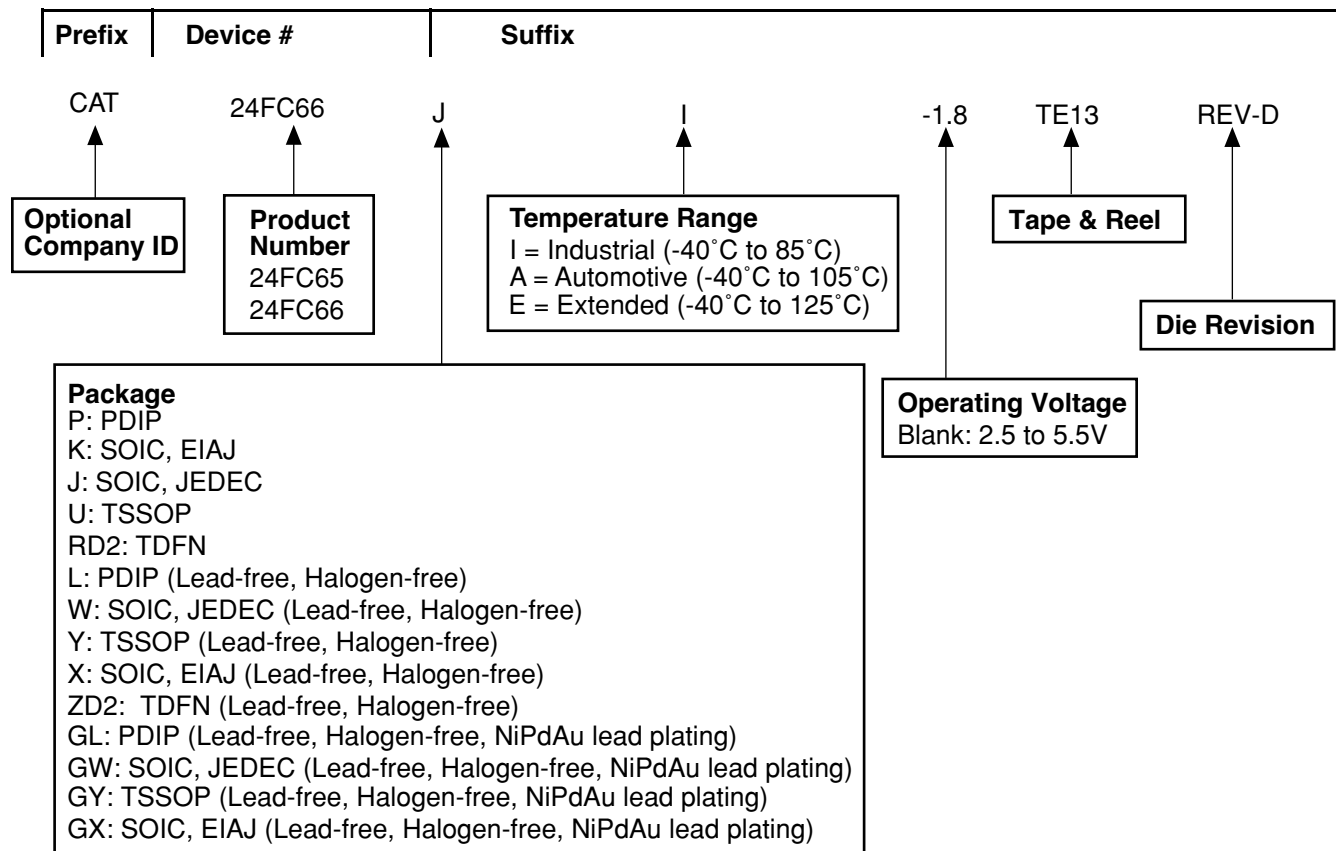 Prefix Device # Suffix
CAT 24FC66 J I -1.8 TE13 REV-D
Optional
Company ID
Product
Number
24FC65
24FC66
Temperature Range
I = Industrial (-40˚C to 85˚C)
A = Automotive (-40˚C to 105˚C)
E = Extended (-40˚C to 125˚C)
Tape & Reel
Die Revision
Package
P: PDIP
K: SOIC, EIAJ
J: SOIC, JEDEC
U: TSSOP
RD2: TDFN
L: PDIP (Lead-free, Halogen-free)
W: SOIC, JEDEC (Lead-free, Halogen-free)
Y: TSSOP (Lead-free, Halogen-free)
X: SOIC, EIAJ (Lead-free, Halogen-free)
ZD2: TDFN (Lead-free, Halogen-free)
GL: PDIP (Lead-free, Halogen-free, NiPdAu lead plating)
GW: SOIC, JEDEC (Lead-free, Halogen-free, NiPdAu lead plating)
GY: TSSOP (Lead-free, Halogen-free, NiPdAu lead plating)
GX: SOIC, EIAJ (Lead-free, Halogen-free, NiPdAu lead plating)
Operating Voltage
Blank: 2.5 to 5.5V